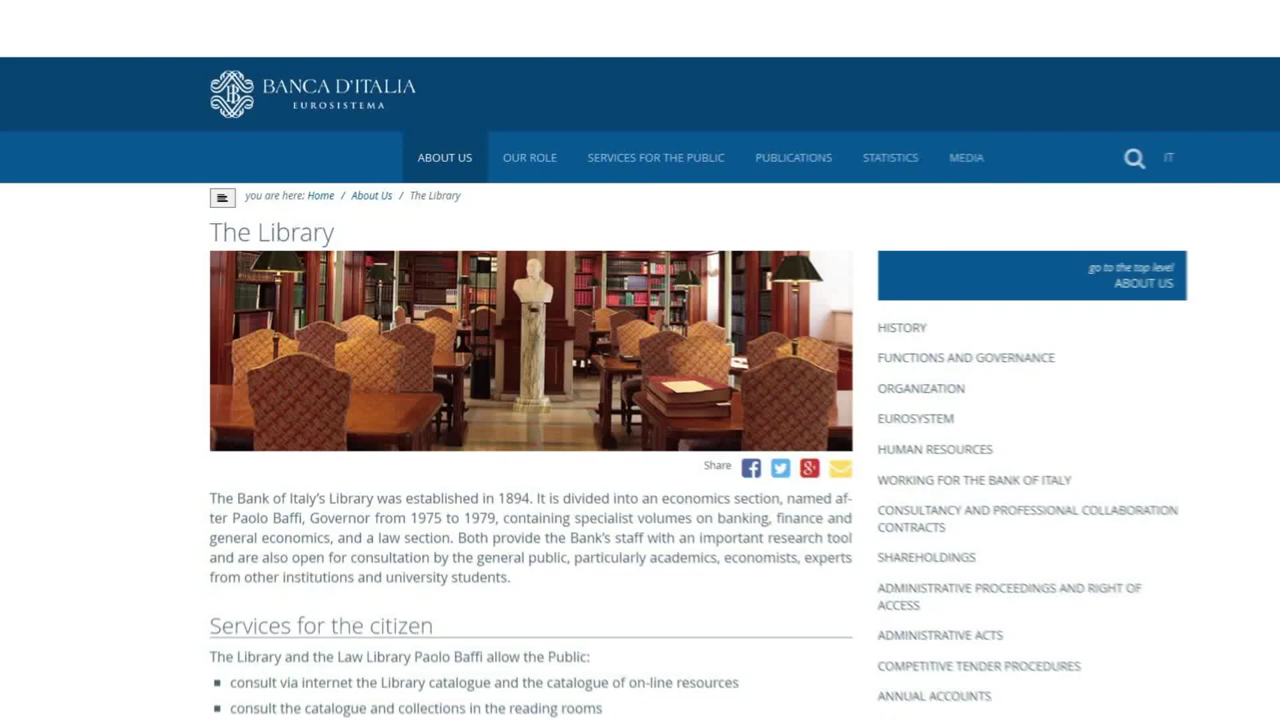 BANCA D'ITALIA
EUROSISTEMA
ABOUT US
OUR ROLE
SERVICES FOR THE PUBLIC
PUBLICATIONS
STATISTICS
MEDIA
IT
you are here: Home / About Us / The Library
The Library
Share
The Bank of Italy's Library was established in 1894. It is divided into an economics section, named af-
ter Paolo Baffi, Governor from 1975 to 1979, containing specialist volumes on banking, finance and
general economics, and a law section. Both provide the Bank's staff with an important research tool
and are also open for consultation by the general public, particularly academics, economists, experts
from other institutions and university students.
Services for the citizen
The Library and the Law Library Paolo Baffi allow the Public:
consult via internet the Library catalogue and the catalogue of on-line resources
consult the catalogue and collections in the reading rooms
go to the top level
ABOUT US
HISTORY
FUNCTIONS AND GOVERNANCE
ORGANIZATION
EUROSYSTEM
HUMAN RESOURCES
WORKING FOR THE BANK OF ITALY
CONSULTANCY AND PROFESSIONAL COLLABORATION
CONTRACTS
SHAREHOLDINGS
ADMINISTRATIVE PROCEEDINGS AND RIGHT OF
ACCESS
ADMINISTRATIVE ACTS
COMPETITIVE TENDER PROCEDURES
ANNUAL ACCOUNTS